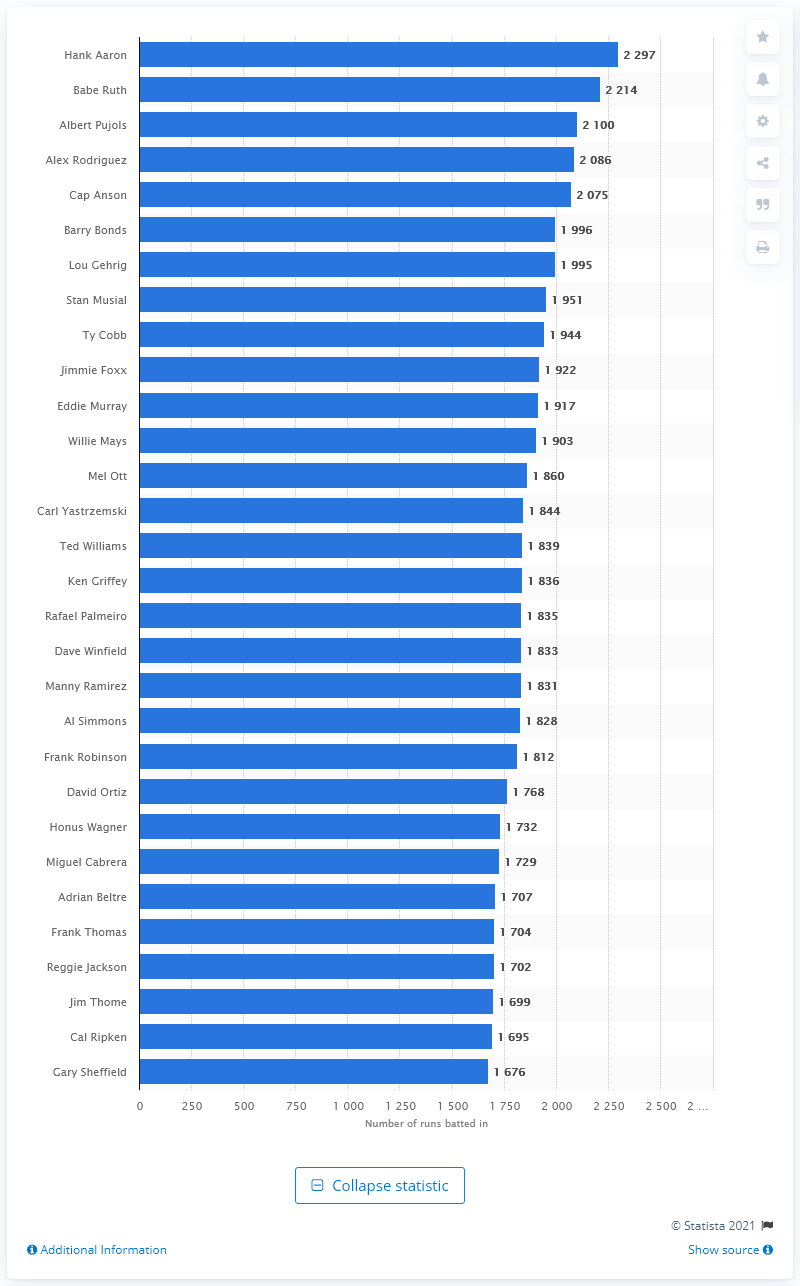 Hank Aaron 2 297
Babe Ruth 2 214
Albert Pujols 2 100
Alex Rodriguez 2 086
Cap Anson 2 075
Barry Bonds 1 996
Lou Gehrig 1 995
Stan Musial 1 951
Ty Cobb 1 944
Jimmie Foxx 1 922
Eddie Murray 1 917
Willie Mays 1 903
Mel Ott 1 860
Carl Yastrzemski 1 844
Ted Williams 1 839
Ken Griffey 1 836
Rafael Palmeiro 1 835
Dave Winfield 1 833
Manny Ramirez 1 831
Al Simmons 1 828
Frank Robinson 1 812
David Ortiz 1 768
Honus Wagner 1 732
Miguel Cabrera 1 729
Adrian Beltre 1 707
Frank Thomas 1 704
Reggie Jackson 1 702
Jim Thome 1 699
Cal Ripken 1 695
Gary Sheffield 1 676
0 250 500 750 1 000 1 250 1 500 1 750 2 000 2 250 2 500 2 ...
Number of runs batted in
Collapse statistic
© Statista 2021
Additional Information Show source